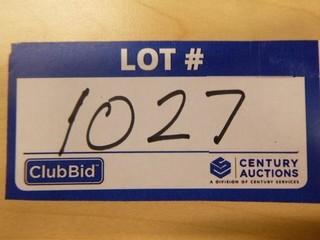 LOT #
1027
ClubBid
CENTURY
AUCTIONS
A DIVISION OF CENTURY SERVICES